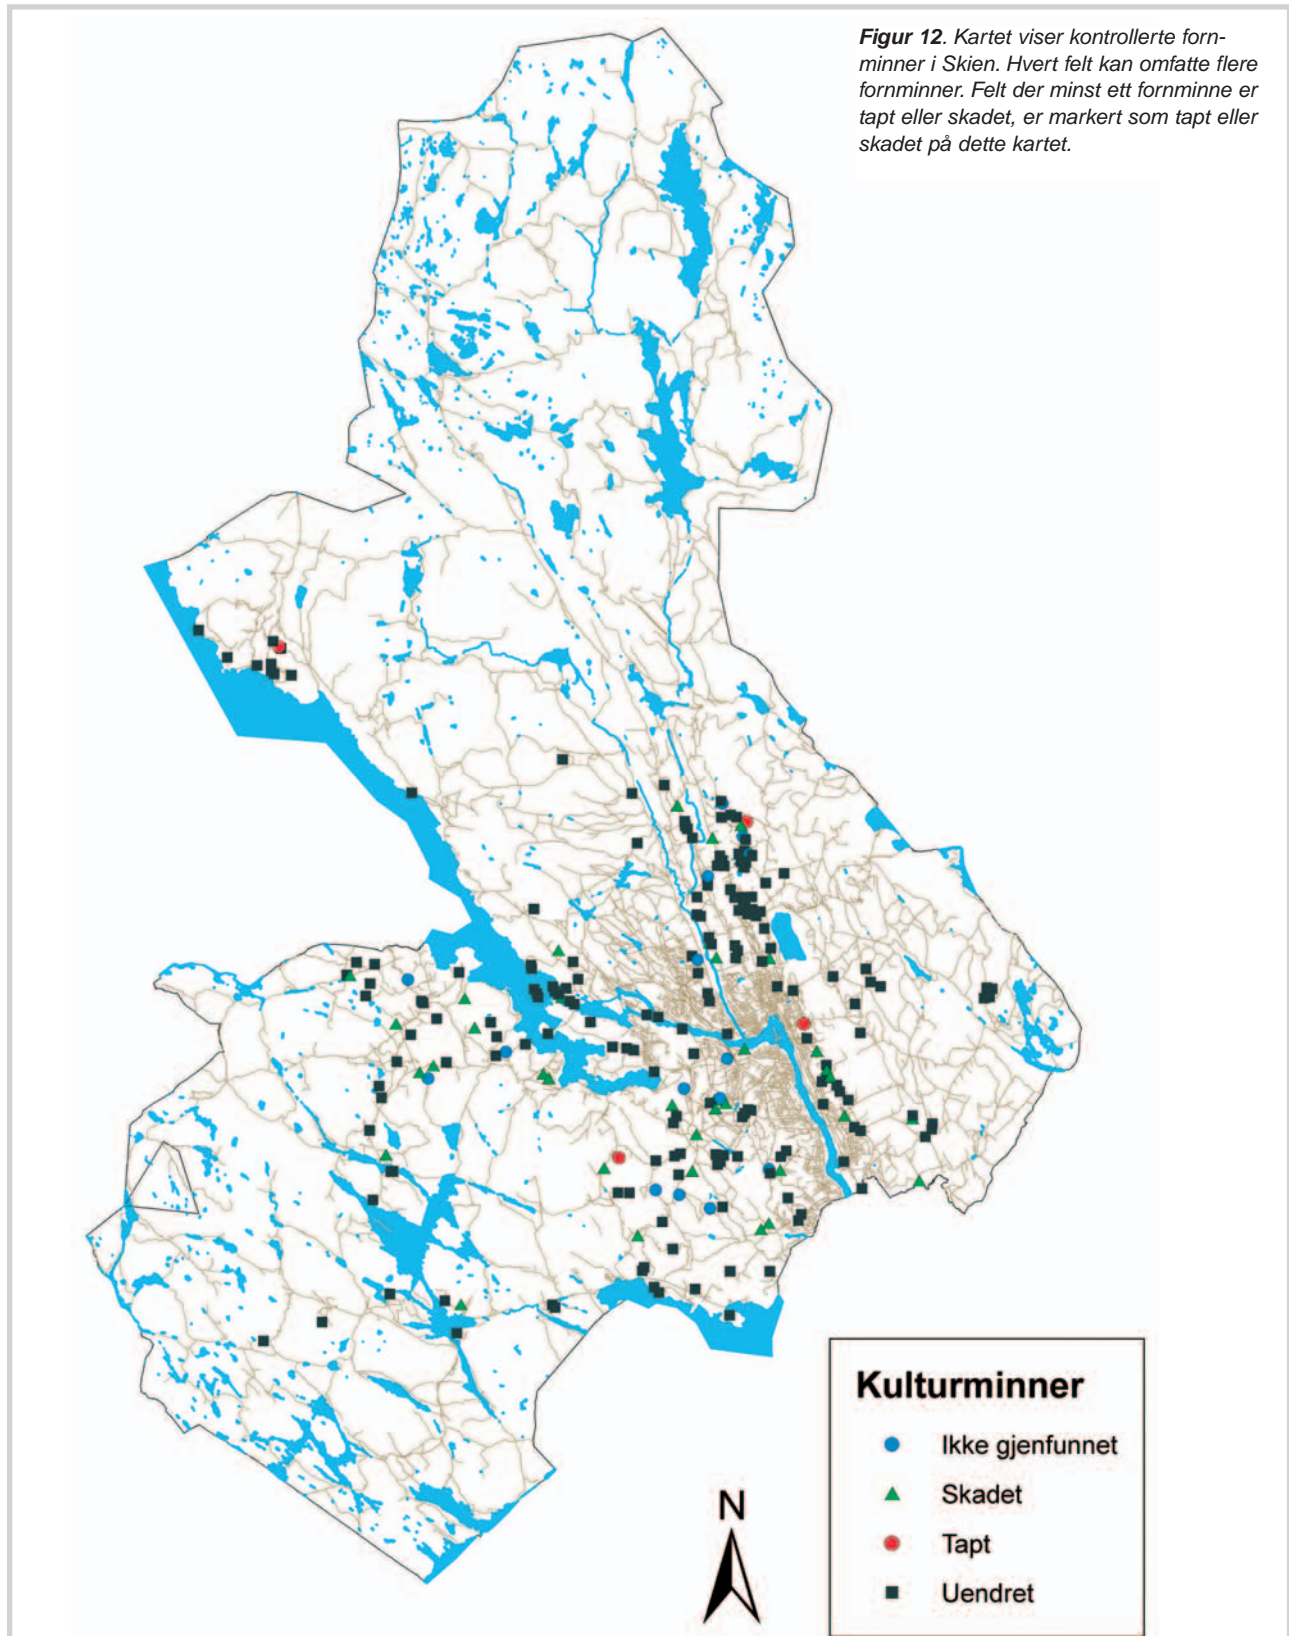 Figur 12. Kartet viser kontrollerte forn-
minner i Skien. Hvert felt kan omfatte flere
fornminner. Felt der minst ett fornminne er
tapt eller skadet, er markert som tapt eller
skadet på dette kartet.
Kulturminner
Ikke gjenfunnet
Skadet
Tapt
Uendret
N